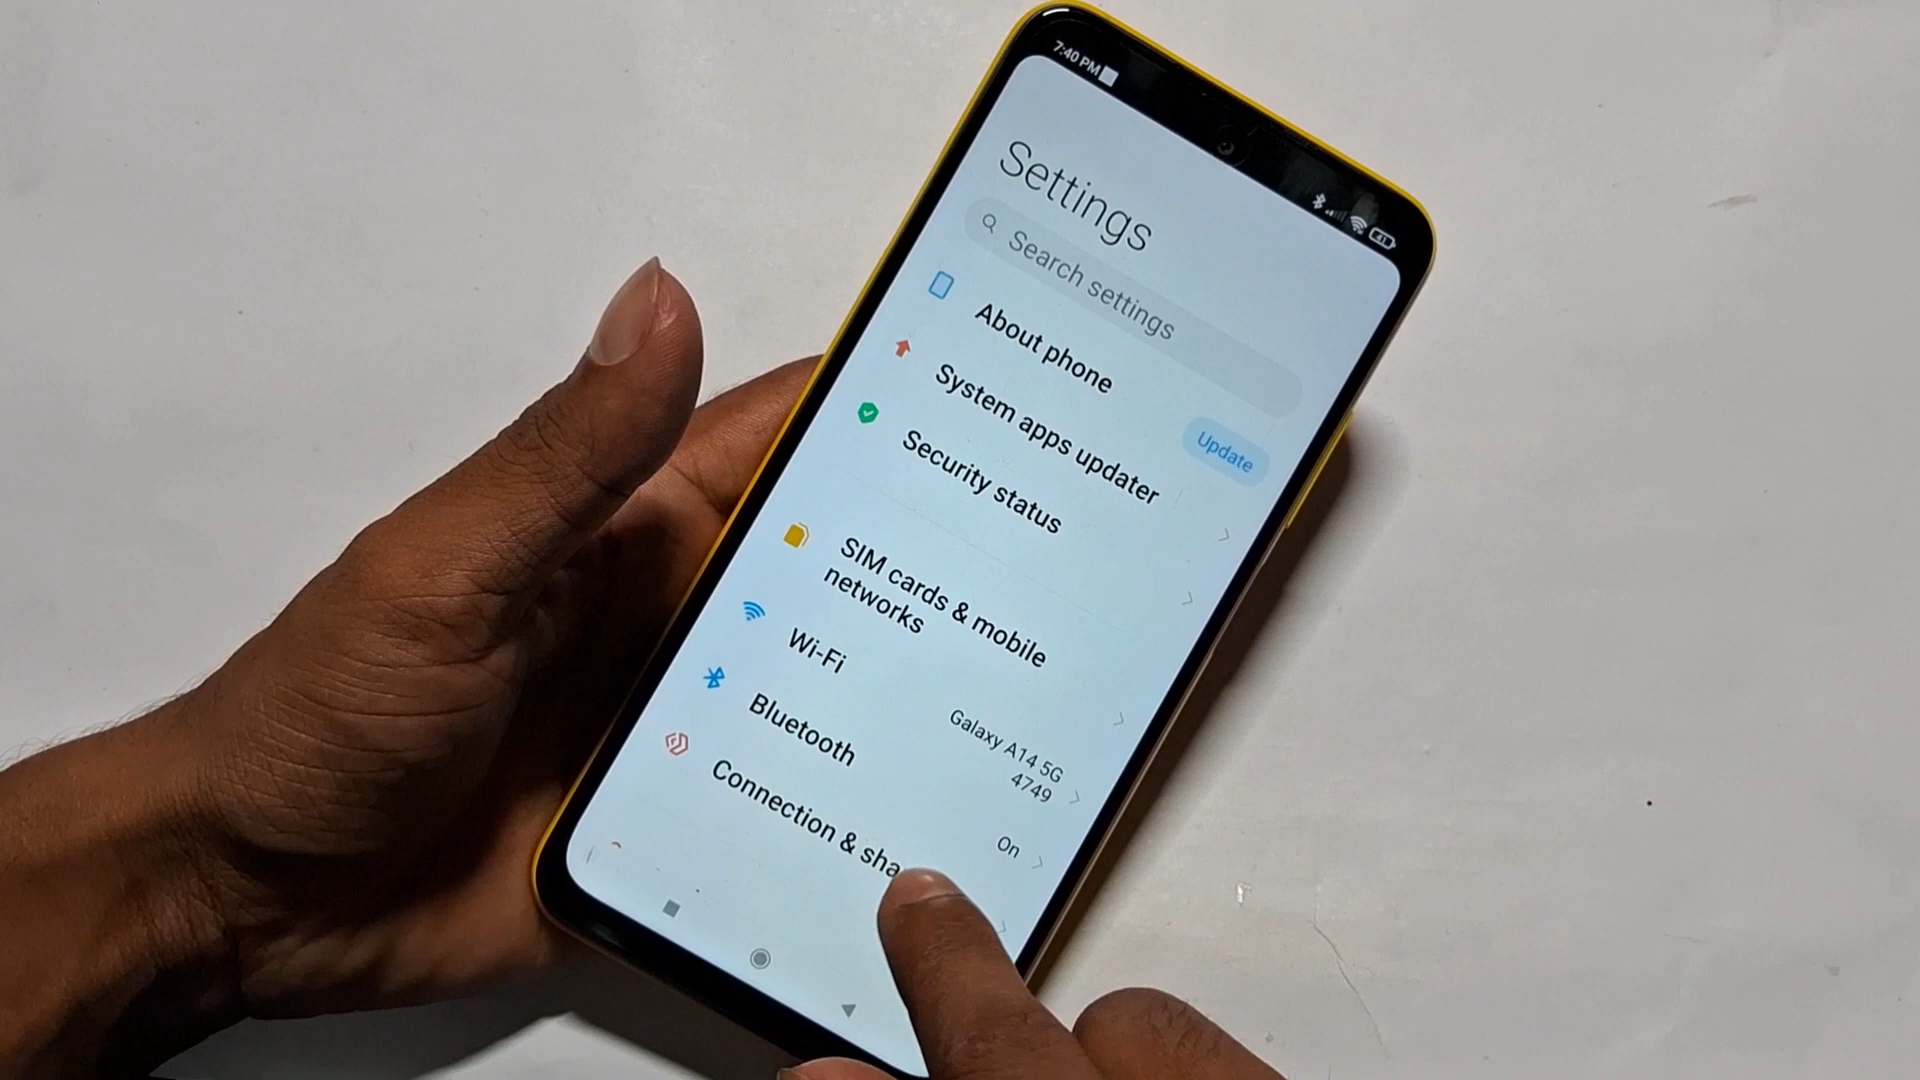 7:40 PM
41
Settings
Search settings
About phone
System apps updater
Update
Security status
SIM cards & mobile
networks
Wi-Fi
Galaxy A14 5G
4749
Bluetooth
On
Connection & sha